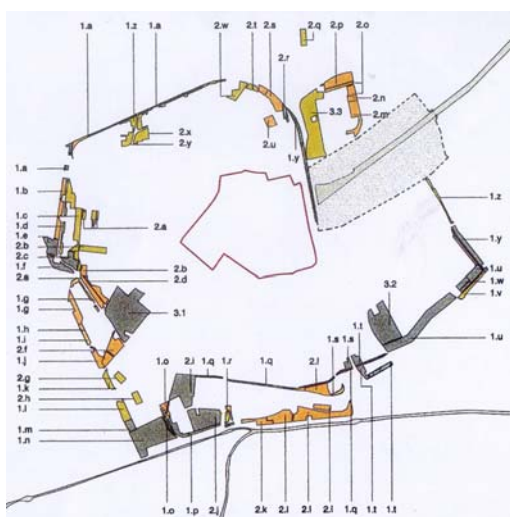 1.a 1.z 1.a 2.w 2.t 2.s 2.q 2.p 2.o
2.r
2.n
3.3
2.m
2.x
2.y
2.u
1.y
1.a
1.b
1.z
1.c
1.d
2.a
1.e
2.b
2.c
1.f
2.b
2.d
1.y
1.u
1.w
1.v
1.g
1.g
3.1
3.2
1.h
1.i
2.f
1.j
1.t
1.u
1.o 2.i 1.q 1.r 1.q 2.l 1.s 1.s
2.g
1.k
2.h
1.l
1.m
1.n
1.o 1.p 2.j 2.k 2.l 2.l 1.q 1.t 1.t